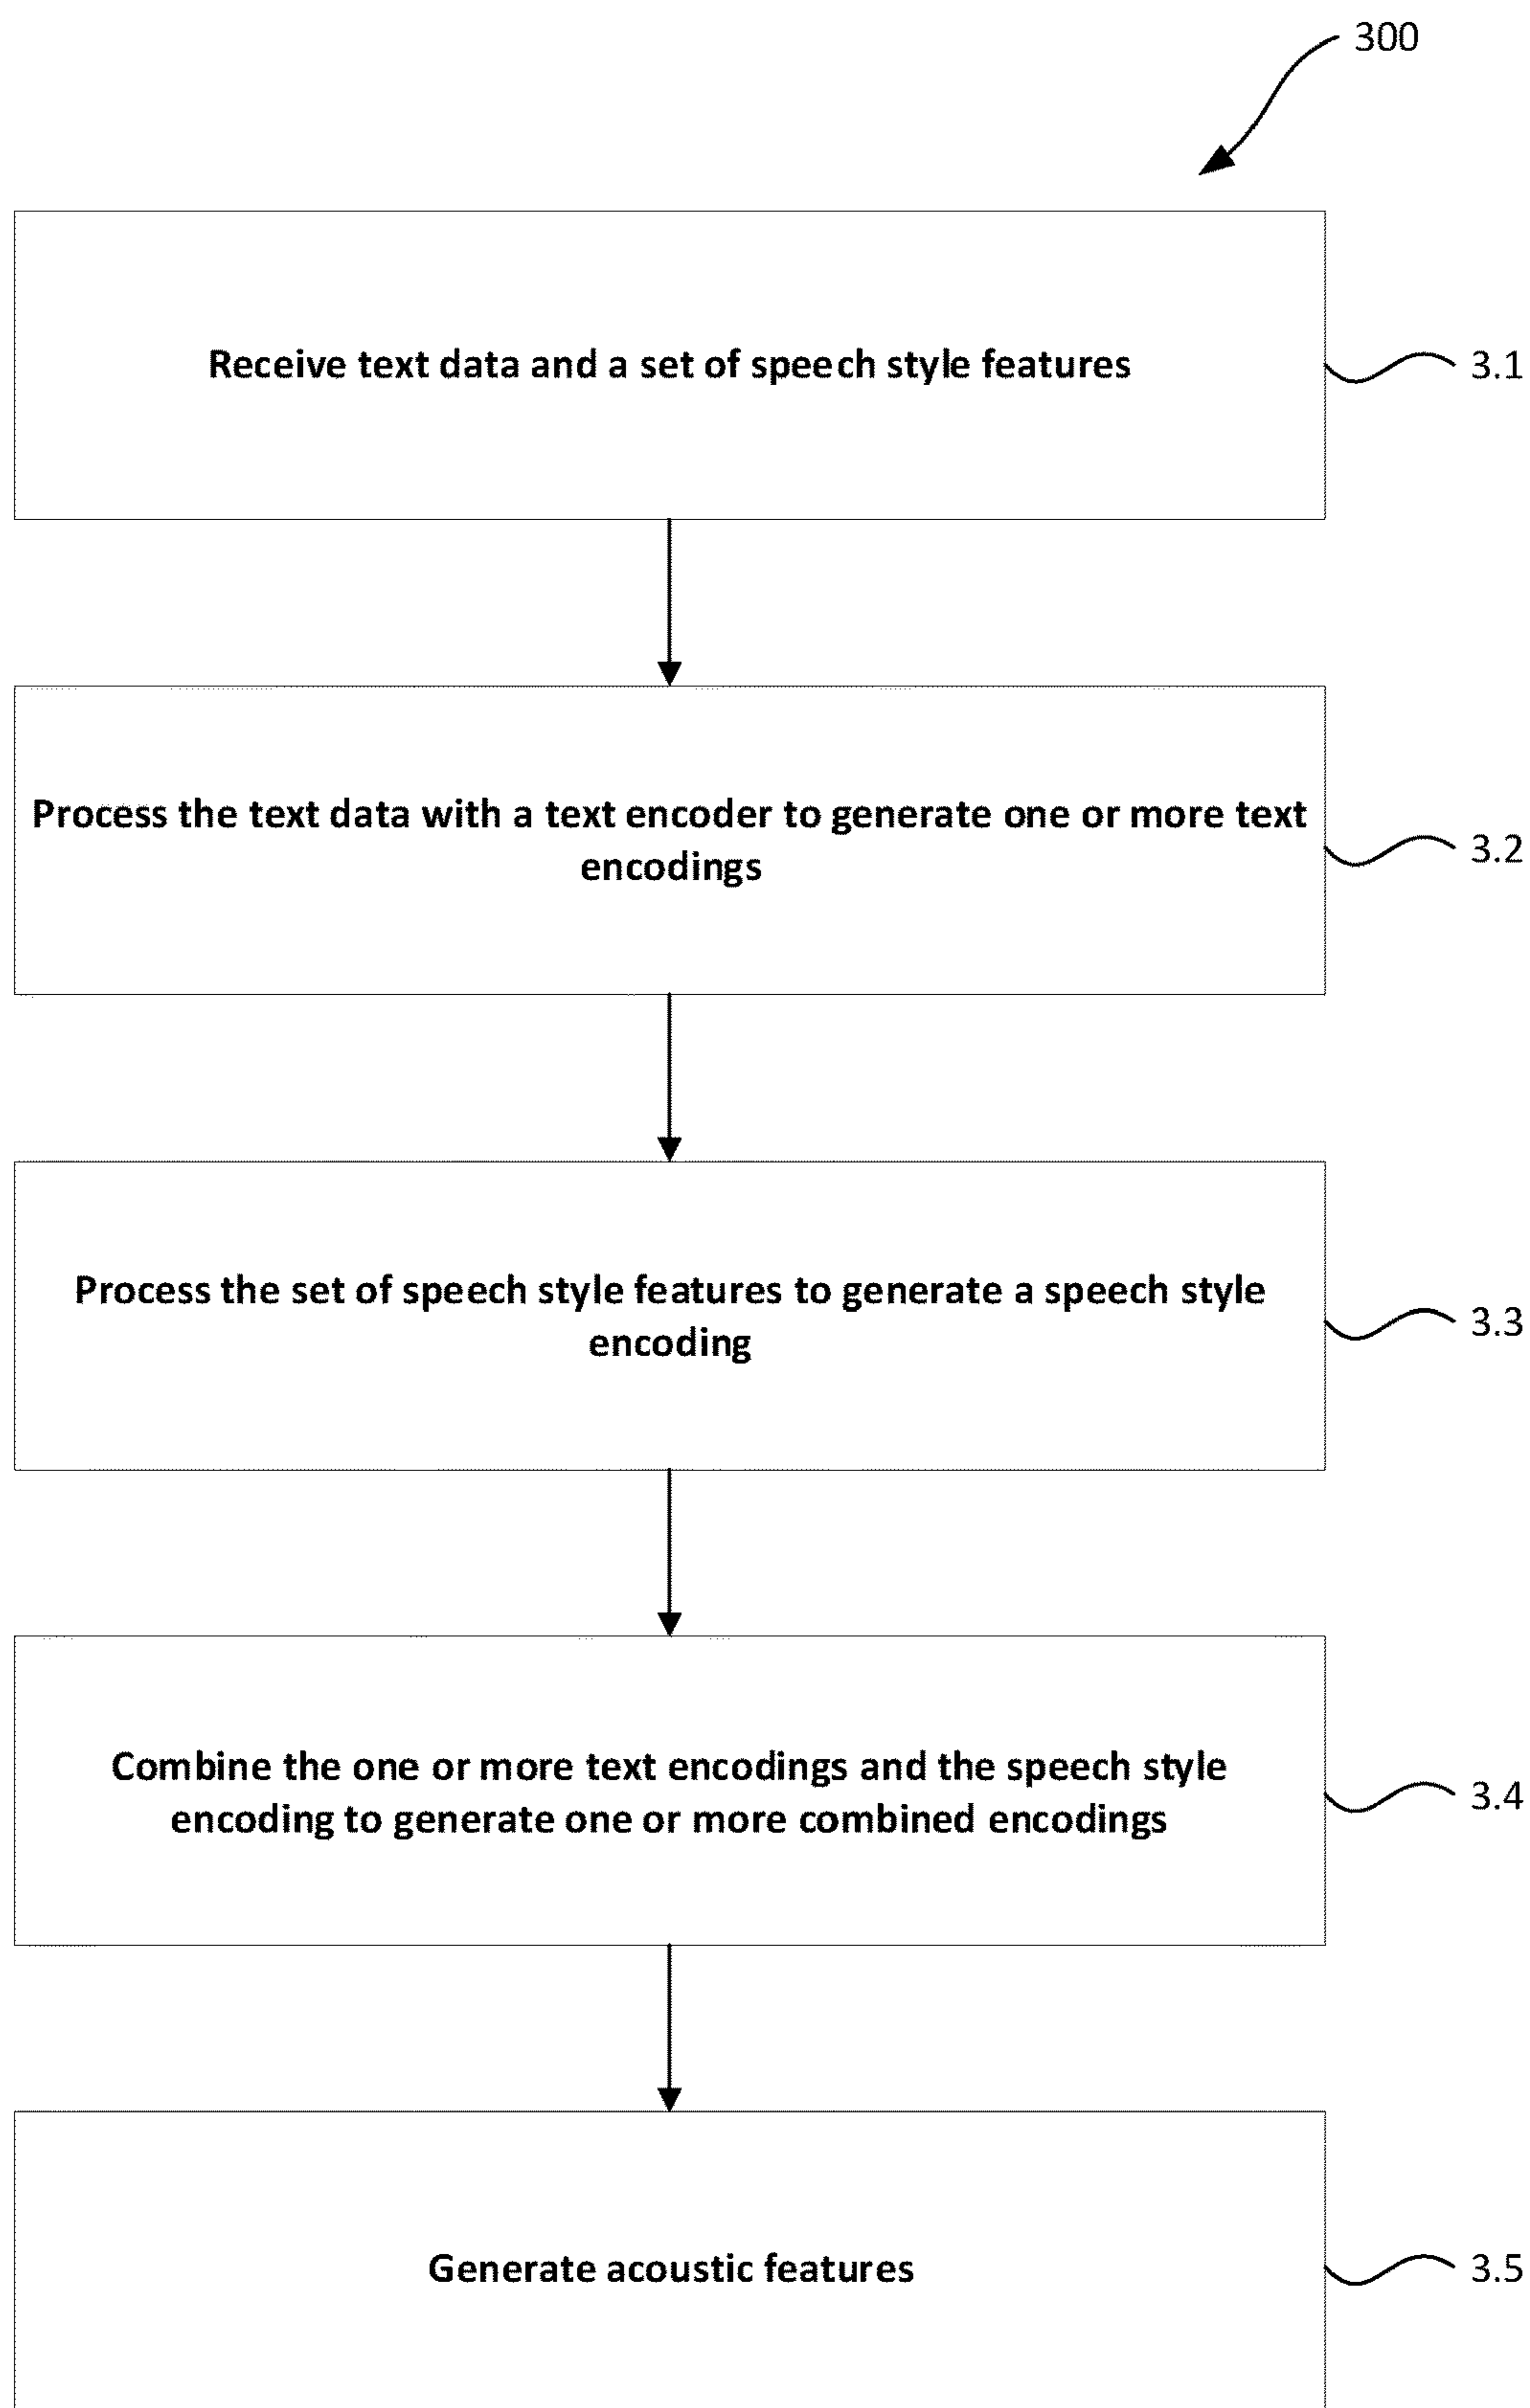 300
Receive text data and a set of speech style features
3.1
Process the text data with a text encoder to generate one or more text
encodings
3.2
Process the set of speech style features to generate a speech style
encoding
3.3
Combine the one or more text encodings and the speech style
encoding to generate one or more combined encodings
3.4
Generate acoustic features
3.5